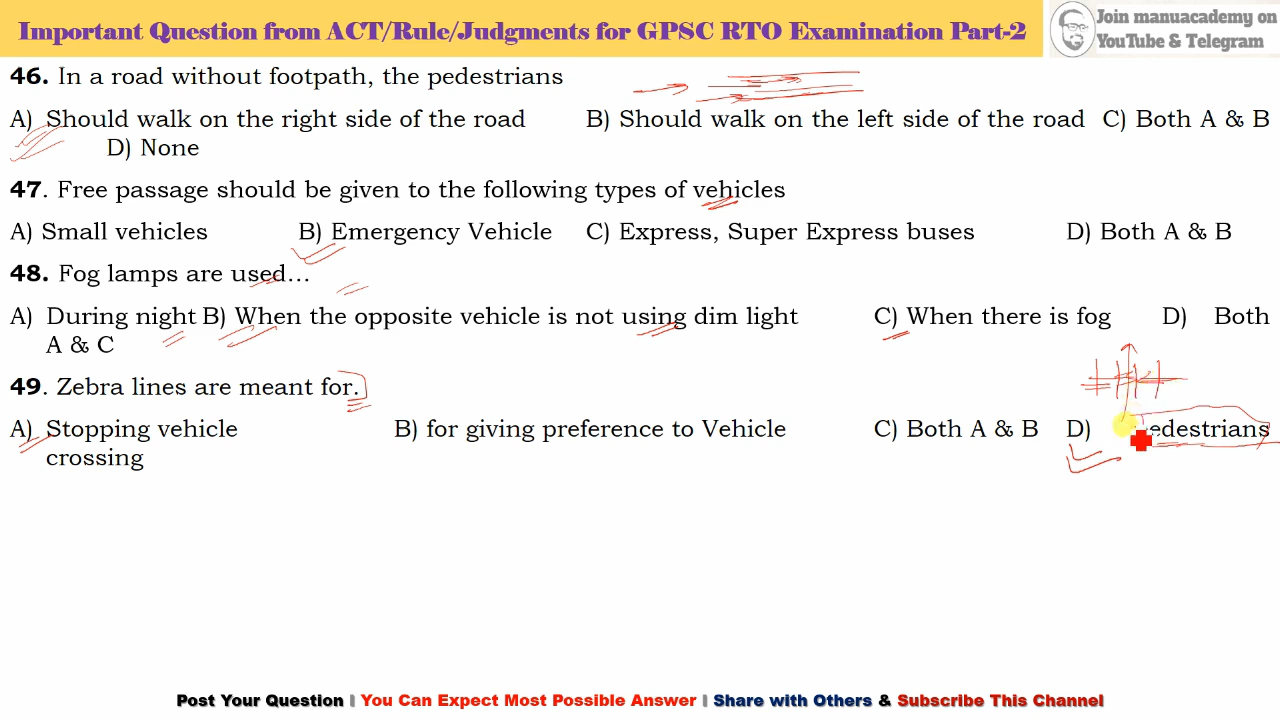 Important Question from ACT/Rule/Judgments for GPSC RTO Examination Part-2
Join manuacademy on
YouTube & Telegram
46. In a road without footpath, the pedestrians
A) Should walk on the right side of the road B) Should walk on the left side of the road C) Both A & B
D) None
47. Free passage should be given to the following types of vehicles
A) Small vehicles B) Emergency Vehicle C) Express, Super Express buses D) Both A & B
48. Fog lamps are used...
A) During night B) When the opposite vehicle is not using dim light C) When there is fog D) Both
A & C
49. Zebra lines are meant for.
A) Stopping vehicle B) for giving preference to Vehicle C) Both A & B D) pedestrians
crossing
Post Your Question | You Can Expect Most Possible Answer | Share with Others & Subscribe This Channel